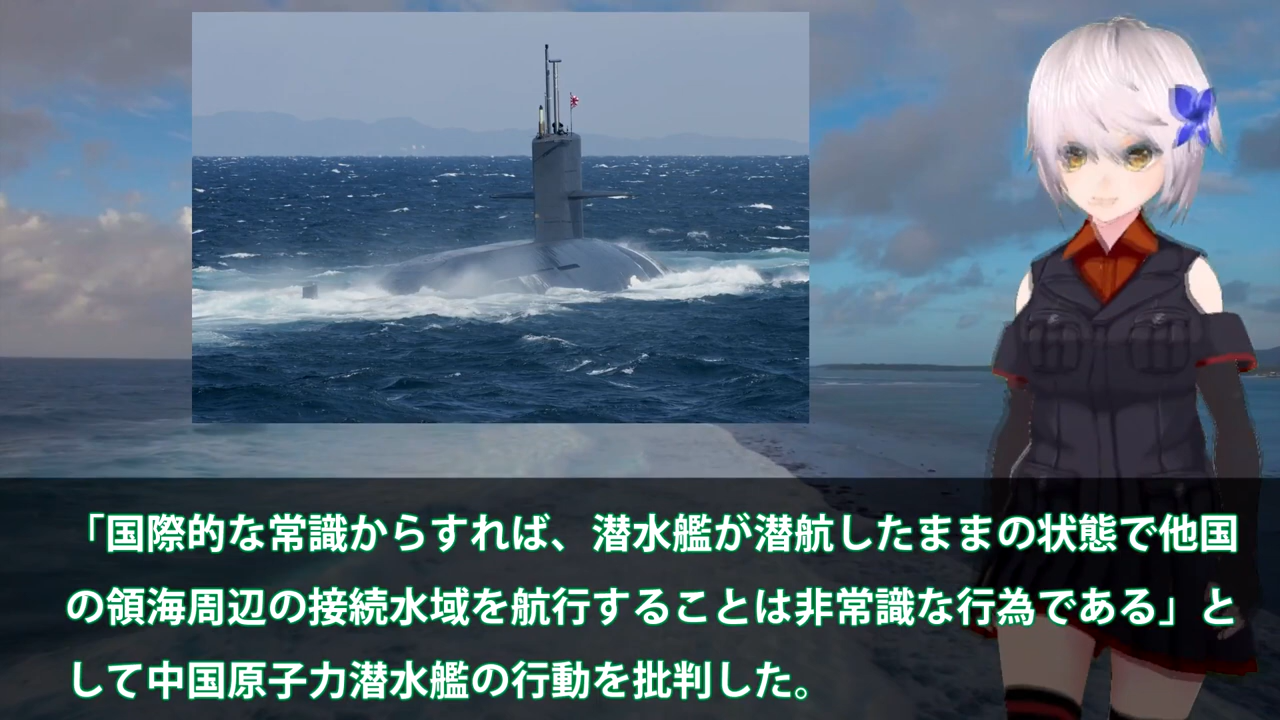 「国際的な常識からすれば、潜水艦が潜航したままの状態で他国
の領海周辺の接続水域を航行することは非常識な行為である」と
して中国原子力潜水艦の行動を批判した。